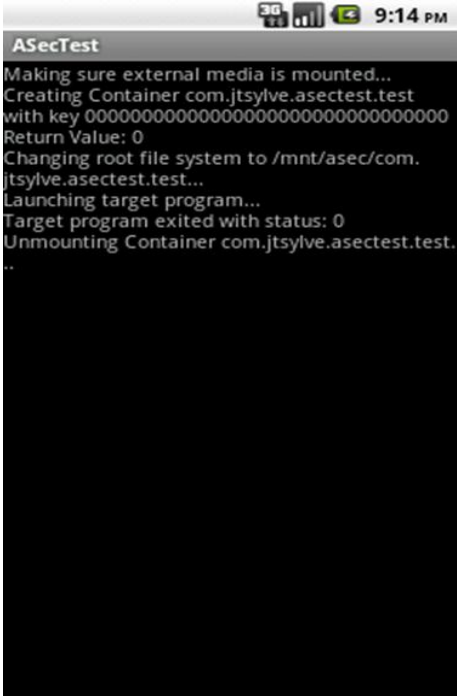 3G
9:14 PM
ASecTest
Making sure external media is mounted...
Creating Container com.jtsylve.asectest.test
with key 00000000000000000000000000000000
Return Value: 0
Changing root file system to /mnt/asec/com.
jtsylve.asectest.test...
Launching target program...
Target program exited with status: 0
Unmounting Container com.jtsylve.asectest.test.
..